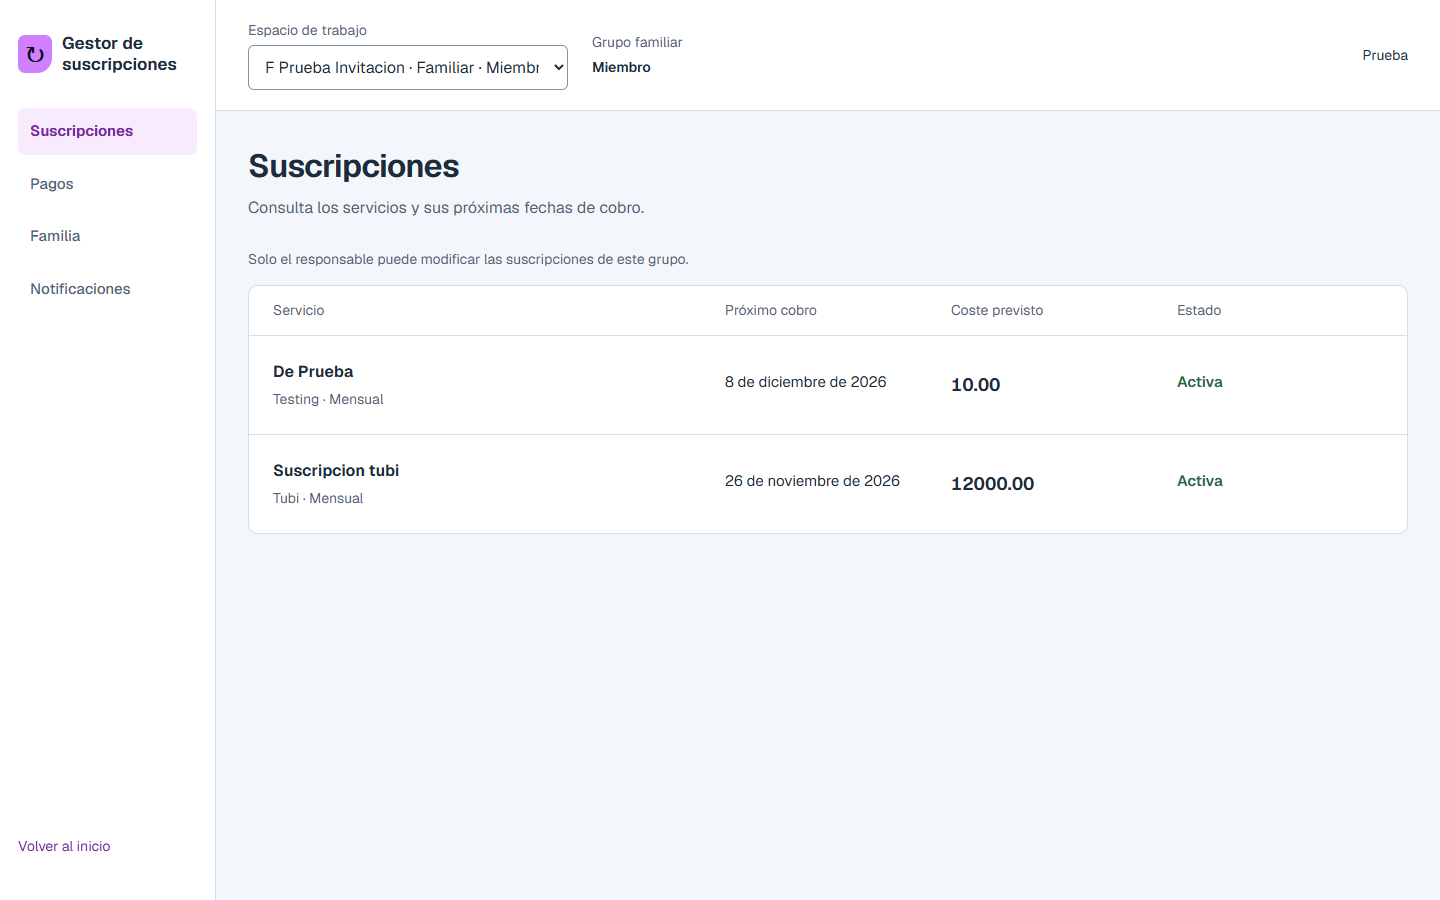 Gestor de
suscripciones
Suscripciones
Pagos
Familia
Notificaciones
Volver al inicio
Espacio de trabajo
F Prueba Invitacion · Familiar · Miembr
Grupo familiar
Miembro
Prueba
Suscripciones
Consulta los servicios y sus próximas fechas de cobro.
Solo el responsable puede modificar las suscripciones de este grupo.
Servicio Próximo cobro Coste previsto Estado
De Prueba
Testing · Mensual
8 de diciembre de 2026 10.00 Activa
Suscripcion tubi
Tubi · Mensual
26 de noviembre de 2026 12000.00 Activa